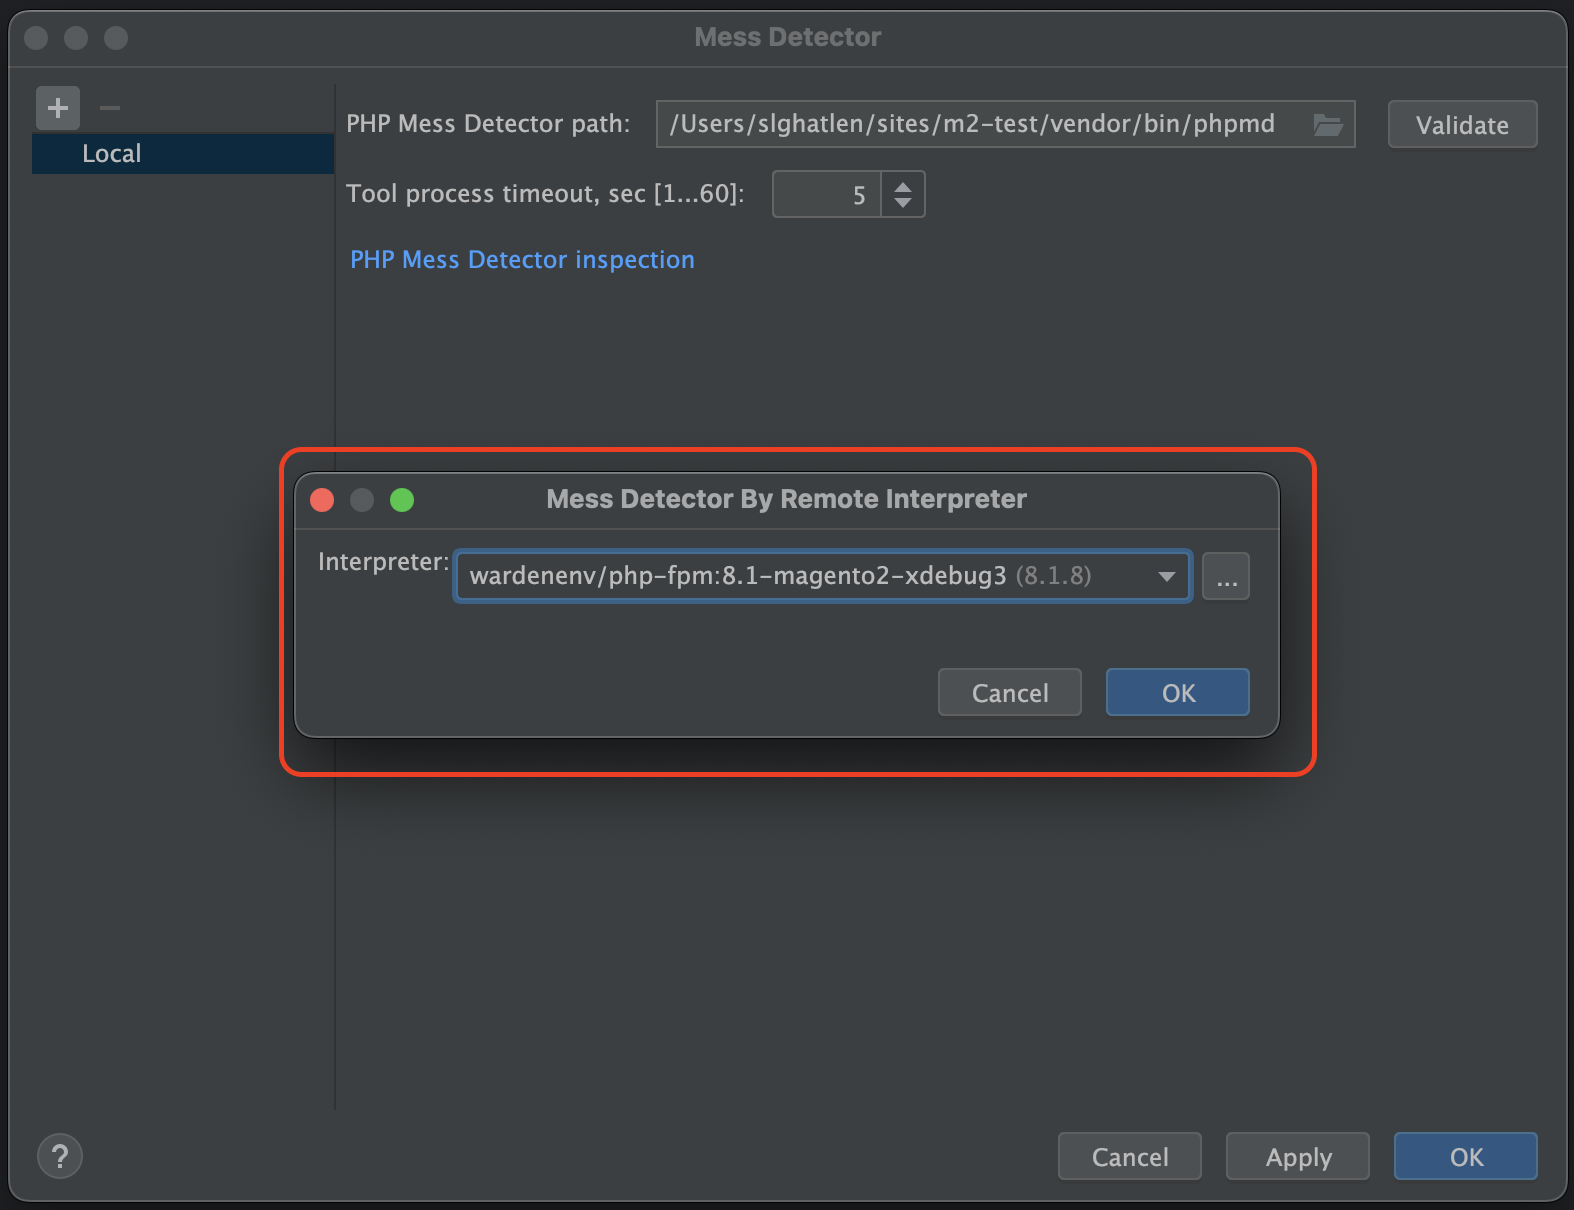 Mess Detector
Local
PHP Mess Detector path: /Users/slghatlen/sites/m2-test/vendor/bin/phpmd Validate
Tool process timeout, sec [1...60]: 5
PHP Mess Detector inspection
Mess Detector By Remote Interpreter
Interpreter: wardenenv/php-fpm:8.1-magento2-xdebug3 (8.1.8) ...
Cancel OK
? Cancel Apply OK